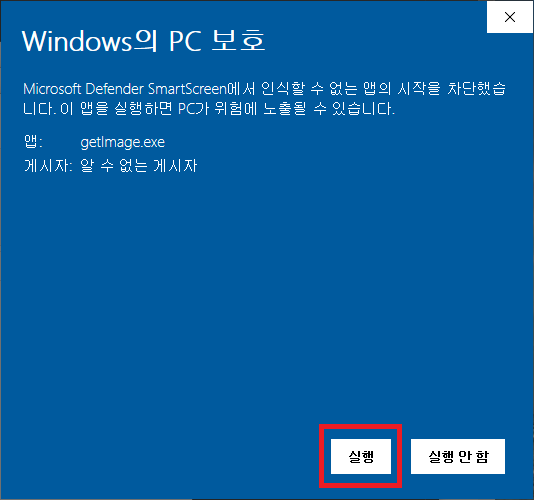 Windows의 PC 보호
Microsoft Defender SmartScreen에서 인식할 수 없는 앱의 시작을 차단했습
니다. 이 앱을 실행하면 PC가 위험에 노출될 수 있습니다.
앱: getImage.exe
게시자: 알 수 없는 게시자
실행 실행 안 함